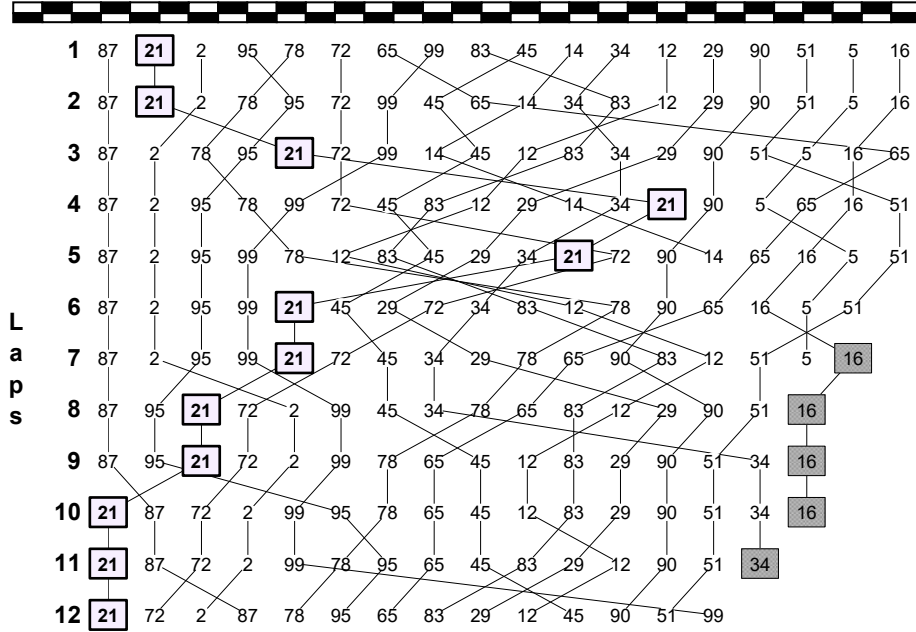 1 87 21 2 95 78 72 65 99 83 45 14 34 12 29 90 51 5 16
2 87 21 2 78 95 72 99 45 65 14 34 83 12 29 90 51 5 16
3 87 2 78 95 21 72 99 14 45 12 83 34 29 90 51 5 16 65
4 87 2 95 78 99 72 45 83 12 29 14 34 21 90 5 65 16 51
5 87 2 95 99 78 12 83 45 29 34 21 72 90 14 65 16 5 51
6 87 2 95 99 21 45 29 72 34 83 12 78 90 65 16 5 51
7 87 2 95 99 21 72 45 34 29 78 65 90 83 12 51 5 16
8 87 95 21 72 2 99 45 34 78 65 83 12 29 90 51 16
9 87 95 21 72 2 99 78 65 45 12 83 29 90 51 34 16
10 21 87 72 2 99 95 78 65 45 12 83 29 90 51 34 16
11 21 87 72 2 99 78 95 65 45 83 29 12 90 51 34
12 21 72 2 87 78 95 65 83 29 12 45 90 51 99
L
a
p
s